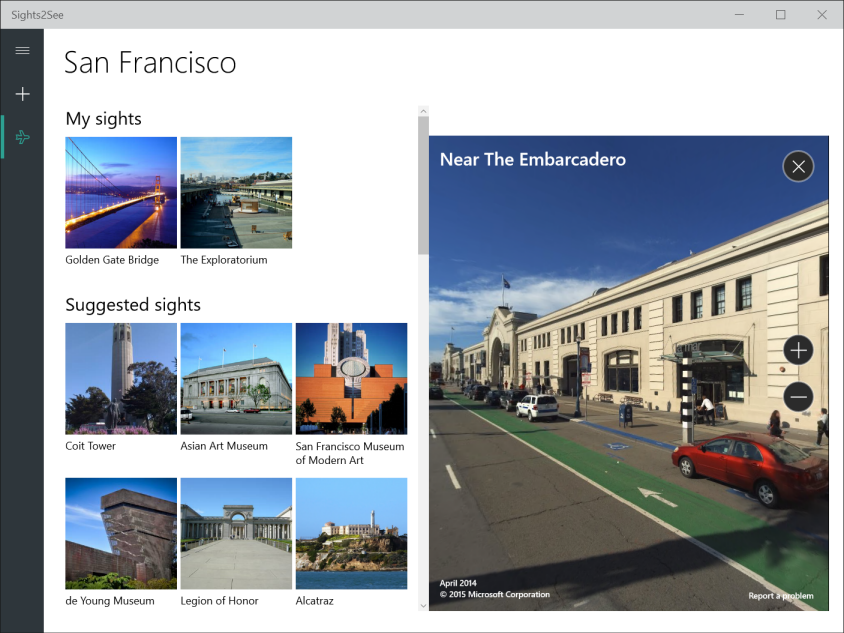 Sights2See
San Francisco
My sights
Golden Gate Bridge
The Exploratorium
Suggested sights
Coit Tower
Asian Art Museum
San Francisco Museum
of Modern Art
de Young Museum
Legion of Honor
Alcatraz
Near The Embarcadero
April 2014
© 2015 Microsoft Corporation
Report a problem